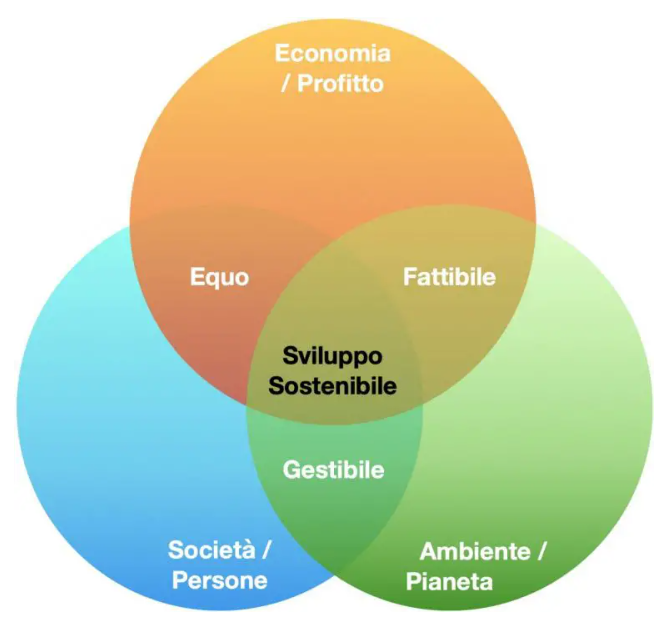 Economia
/ Profitto
Equo
Fattibile
Sviluppo
Sostenibile
Gestibile
Società /
Persone
Ambiente /
Pianeta